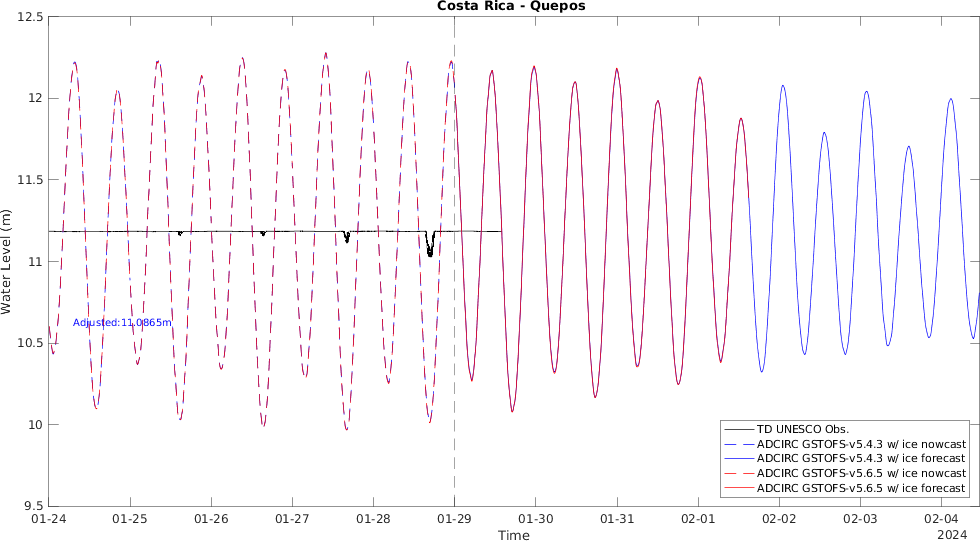 Costa Rica - Quepos
12.5
12
11.5
11
10.5
10
9.5
Water Level (m)
Adjusted:11.0865m
TD UNESCO Obs.
ADCIRC GSTOFS-v5.4.3 w/ ice nowcast
ADCIRC GSTOFS-v5.4.3 w/ ice forecast
ADCIRC GSTOFS-v5.6.5 w/ ice nowcast
ADCIRC GSTOFS-v5.6.5 w/ ice forecast
01-24 01-25 01-26 01-27 01-28 01-29 01-30 01-31 02-01 02-02 02-03 02-04
Time
2024